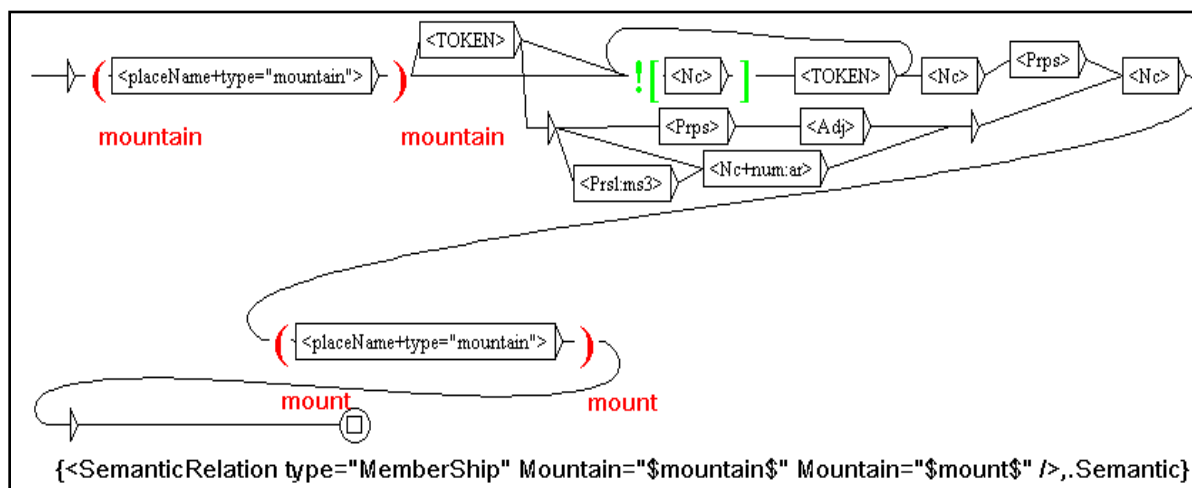 <TOKEN>
( <placeName+type="mountain"> ) ![ <Nc> ] <TOKEN> <Nc> <Prps> <Nc>
mountain mountain
<Prps> <Adj>
<Prsl:ms3> <Nc+num:ar>
( <placeName+type="mountain"> )
mount mount
{<SemanticRelation type="MemberShip" Mountain="$mountain$" Mountain="$mount$" />,.Semantic}